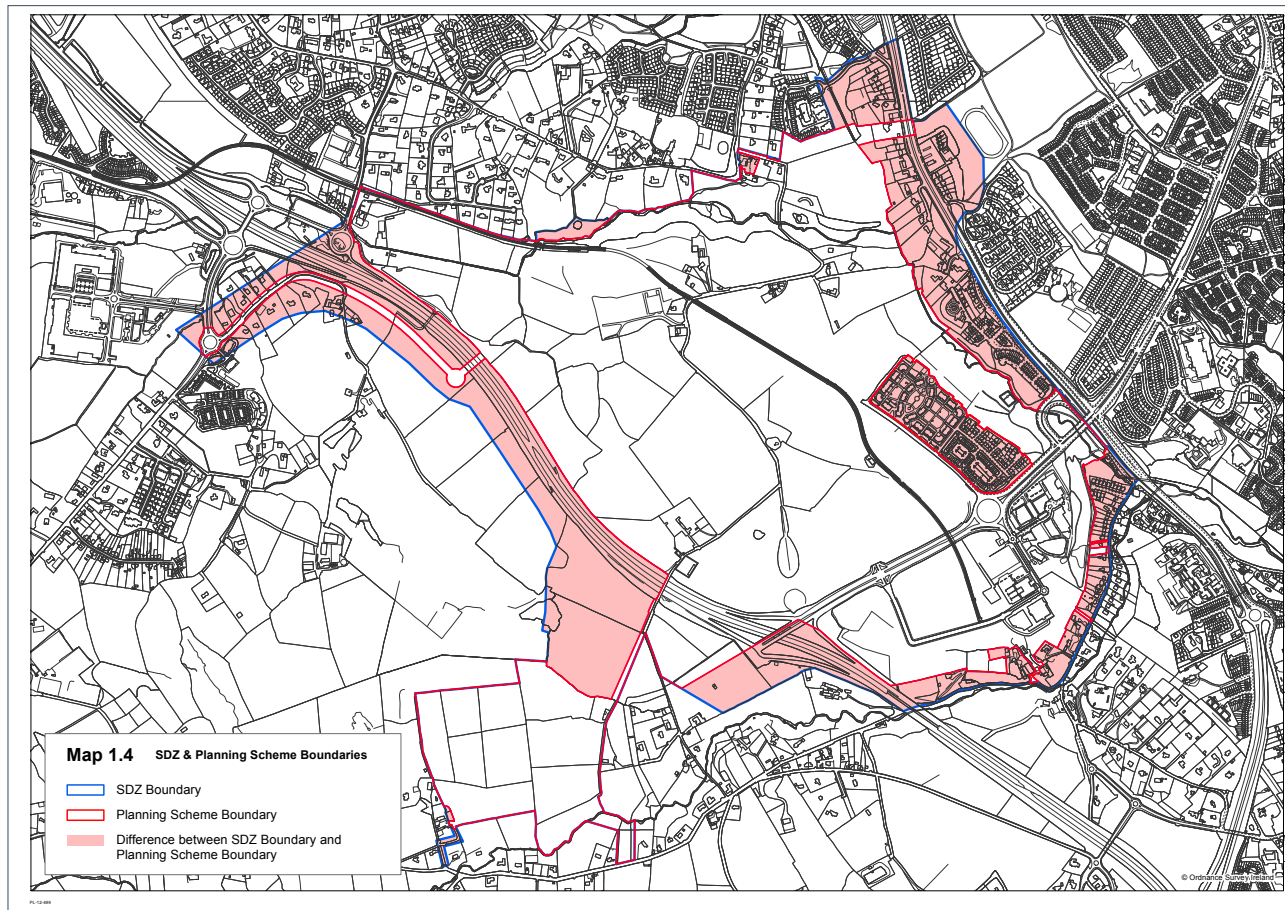 Map 1.4 SDZ & Planning Scheme Boundaries
SDZ Boundary
Planning Scheme Boundary
Difference between SDZ Boundary and
Planning Scheme Boundary
© Ordnance Survey Ireland